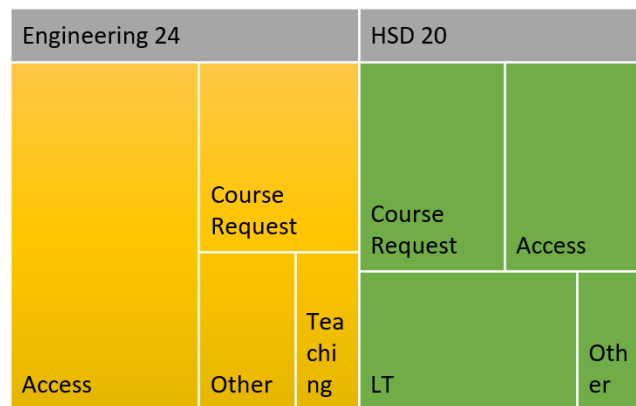 Engineering 24
HSD 20
Course
Request
Access
Other
Tea
chi
ng
Course
Request
Access
LT
Oth
er